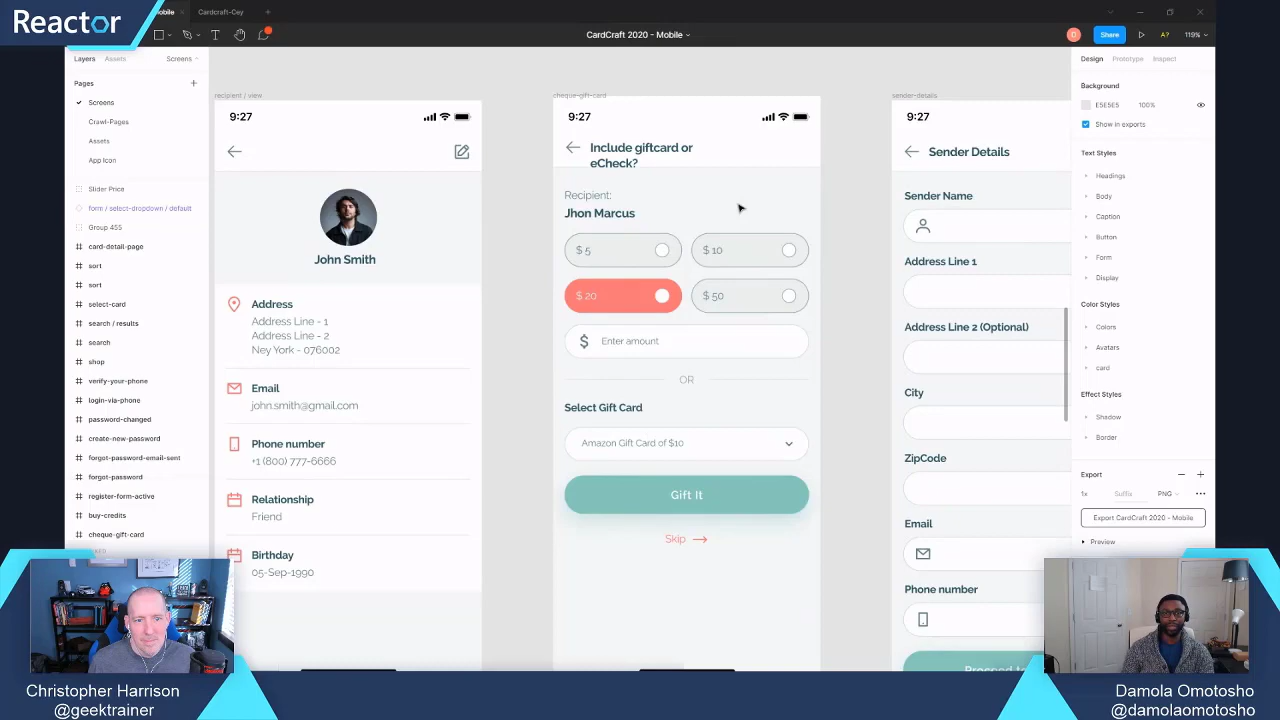 Reactor
Mobile
Cardcraft-Cey
CardCraft 2020 - Mobile
Share
A?
119%
Layers
Assets
Screens
Pages
Screens
Crawl-Pages
Assets
App Icon
Slider Price
form / select-dropdown / default
Group 455
card-detail-page
sort
sort
select-card
search / results
search
shop
verify-your-phone
login-via-phone
password-changed
create-new-password
forgot-password-email-sent
forgot-password
register-form-active
buy-credits
cheque-gift-card
recipient / view
9:27
John Smith
Address
Address Line - 1
Address Line - 2
Ney York - 076002
Email
john.smith@gmail.com
Phone number
+1 (800) 777-6666
Relationship
Friend
Birthday
05-Sep-1990
cheque-gift-card
9:27
Include giftcard or
eCheck?
Recipient:
Jhon Marcus
$ 5
$ 10
$ 20
$ 50
$ Enter amount
OR
Select Gift Card
Amazon Gift Card of $10
Gift It
Skip
sender-details
9:27
Sender Details
Sender Name
Address Line 1
Address Line 2 (Optional)
City
ZipCode
Email
Phone number
Design
Prototype
Inspect
Background
E5E5E5
100%
Show in exports
Text Styles
Headings
Body
Caption
Button
Form
Display
Color Styles
Colors
Avatars
card
Effect Styles
Shadow
Border
Export
1x
Suffix
PNG
Export CardCraft 2020 - Mobile
Preview
Christopher Harrison
@geektrainer
Damola Omotosho
@damolaomotosho